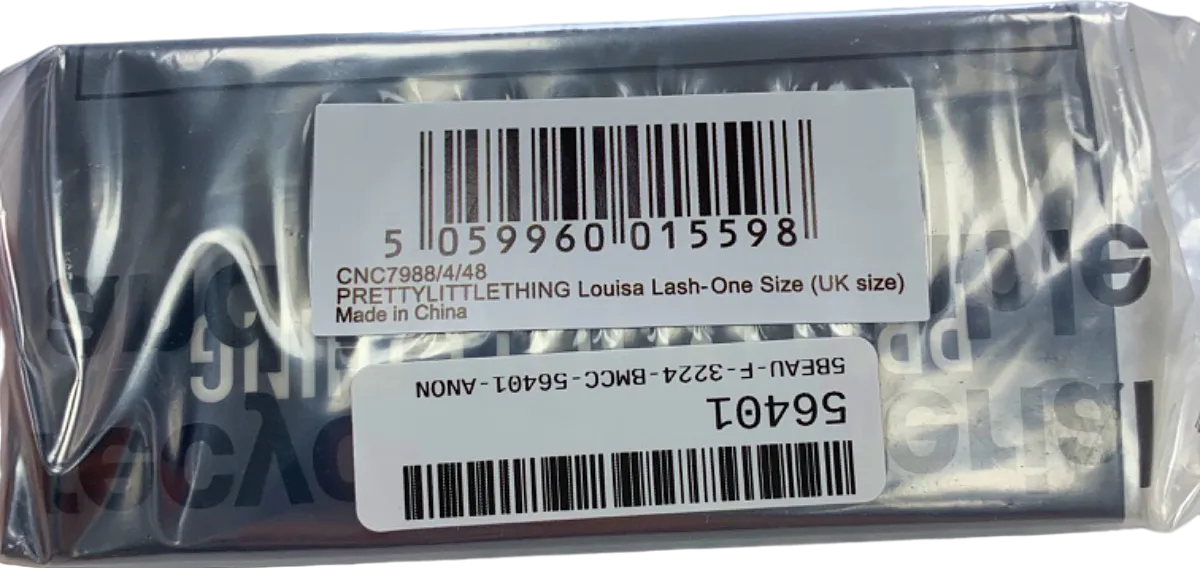 5 059960 015598
CNC7988/4/48
PRETTYLITTLETHING Louisa Lash-One Size (UK size)
Made in China
5BEAU-F-3224-BMCC-56401-ANON
56401